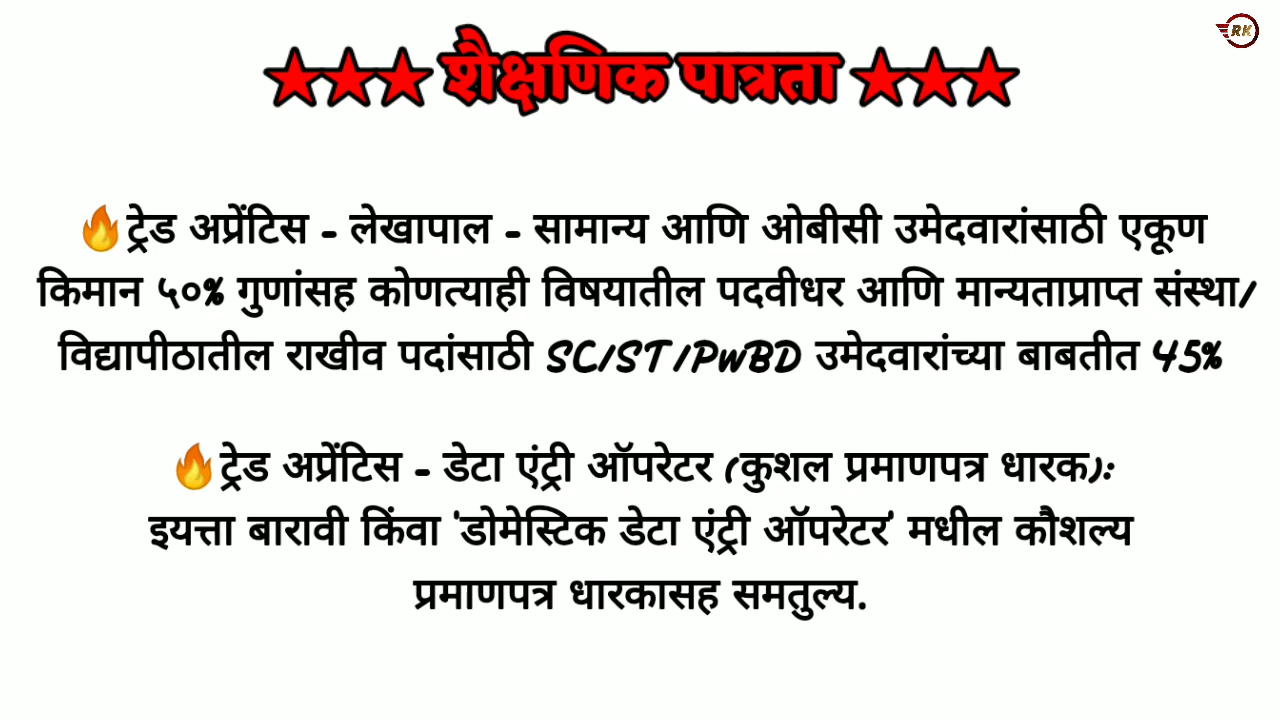 RK
★★★ शैक्षणिक पात्रता ★★★
🔥ट्रेड अप्रेंटिस - लेखापाल - सामान्य आणि ओबीसी उमेदवारांसाठी एकूण
किमान ५०% गुणांसह कोणत्याही विषयातील पदवीधर आणि मान्यताप्राप्त संस्था/
विद्यापीठातील राखीव पदांसाठी SC/ST/PwBD उमेदवारांच्या बाबतीत 45%
🔥ट्रेड अप्रेंटिस - डेटा एंट्री ऑपरेटर (कुशल प्रमाणपत्र धारक):
इयत्ता बारावी किंवा 'डोमेस्टिक डेटा एंट्री ऑपरेटर' मधील कौशल्य
प्रमाणपत्र धारकासह समतुल्य.